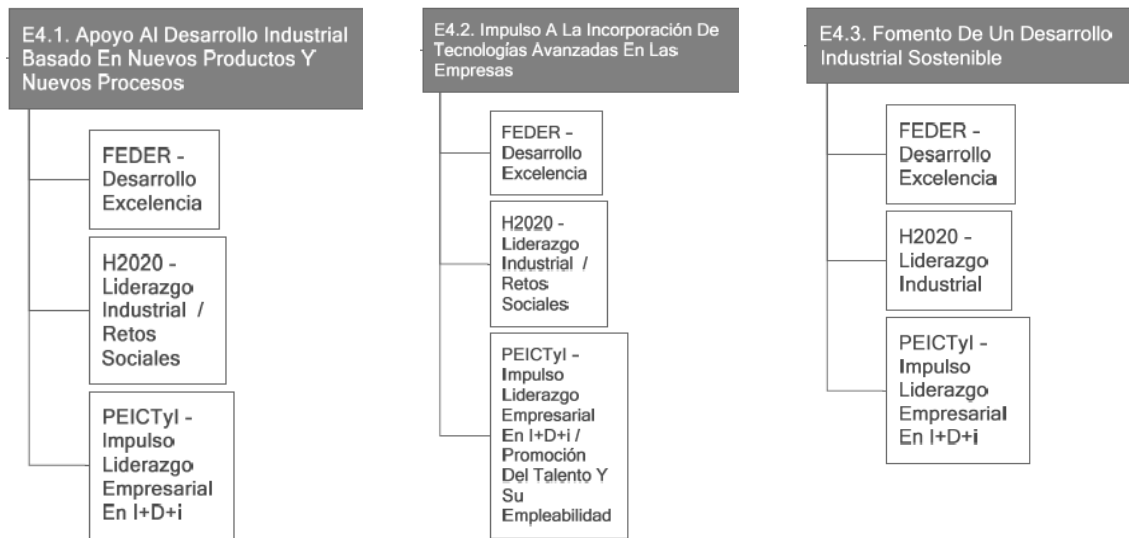 E4.1. Apoyo Al Desarrollo Industrial
Basado En Nuevos Productos Y
Nuevos Procesos
FEDER -
Desarrollo
Excelencia
H2020 -
Liderazgo
Industrial /
Retos
Sociales
PEICTyI -
Impulso
Liderazgo
Empresarial
En I+D+i
E4.2. Impulso A La Incorporación De
Tecnologías Avanzadas En Las
Empresas
FEDER -
Desarrollo
Excelencia
H2020 -
Liderazgo
Industrial /
Retos
Sociales
PEICTyI -
Impulso
Liderazgo
Empresarial
En I+D+i /
Promoción
Del Talento Y
Su
Empleabilidad
E4.3. Fomento De Un Desarrollo
Industrial Sostenible
FEDER -
Desarrollo
Excelencia
H2020 -
Liderazgo
Industrial
PEICTyI -
Impulso
Liderazgo
Empresarial
En I+D+i